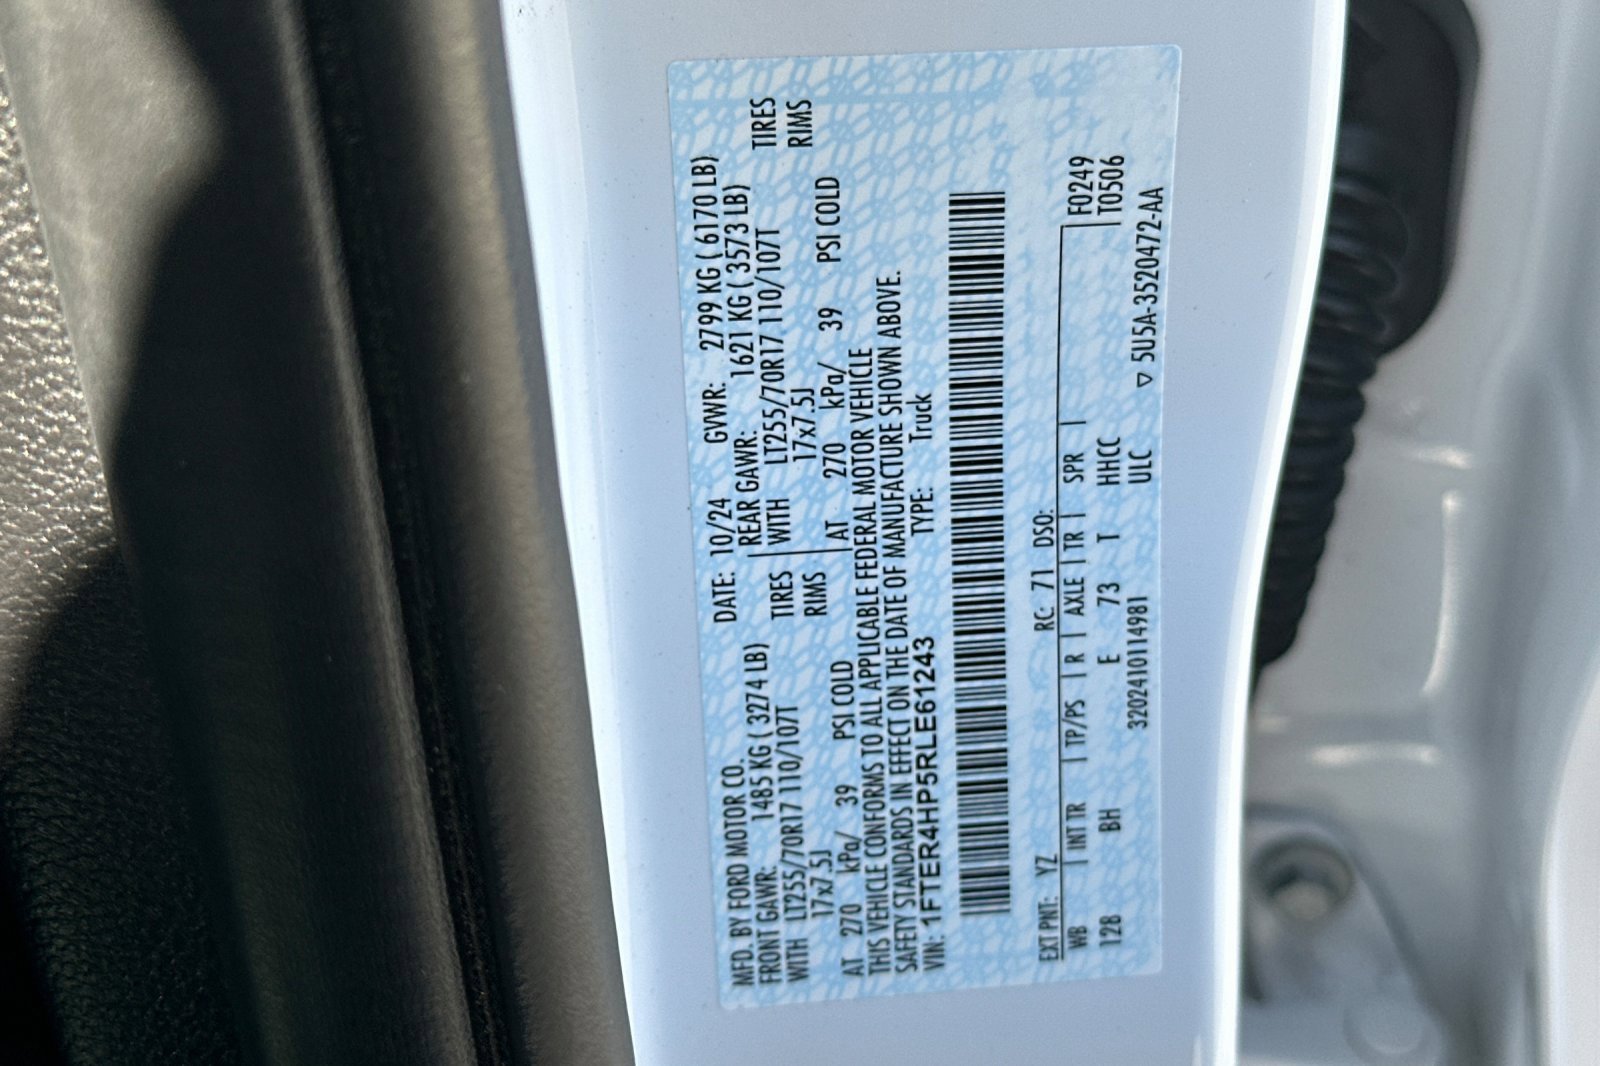 MFD. BY FORD MOTOR CO.
DATE: 10/24 GVWR: 2799 KG ( 6170 LB)
FRONT GAWR: 1485 KG ( 3274 LB) REAR GAWR: 1621 KG ( 3573 LB)
WITH LT255/70R17 110/107T TIRES WITH LT255/70R17 110/107T TIRES
17x7.5J RIMS 17x7.5J RIMS
AT 270 kPa/ 39 PSI COLD AT 270 kPa/ 39 PSI COLD
THIS VEHICLE CONFORMS TO ALL APPLICABLE FEDERAL MOTOR VEHICLE
SAFETY STANDARDS IN EFFECT ON THE DATE OF MANUFACTURE SHOWN ABOVE.
VIN: 1FTER4HP5RLE61243 TYPE: Truck
EXT PNT: YZ RC: 71 DSO: F0249
WB | INT TR | TP/PS | R | AXLE | TR | SPR | T0506
12B BH E 73 T HHCC
320241011498​1 ULC ▽ 5U5A-3520472-AA